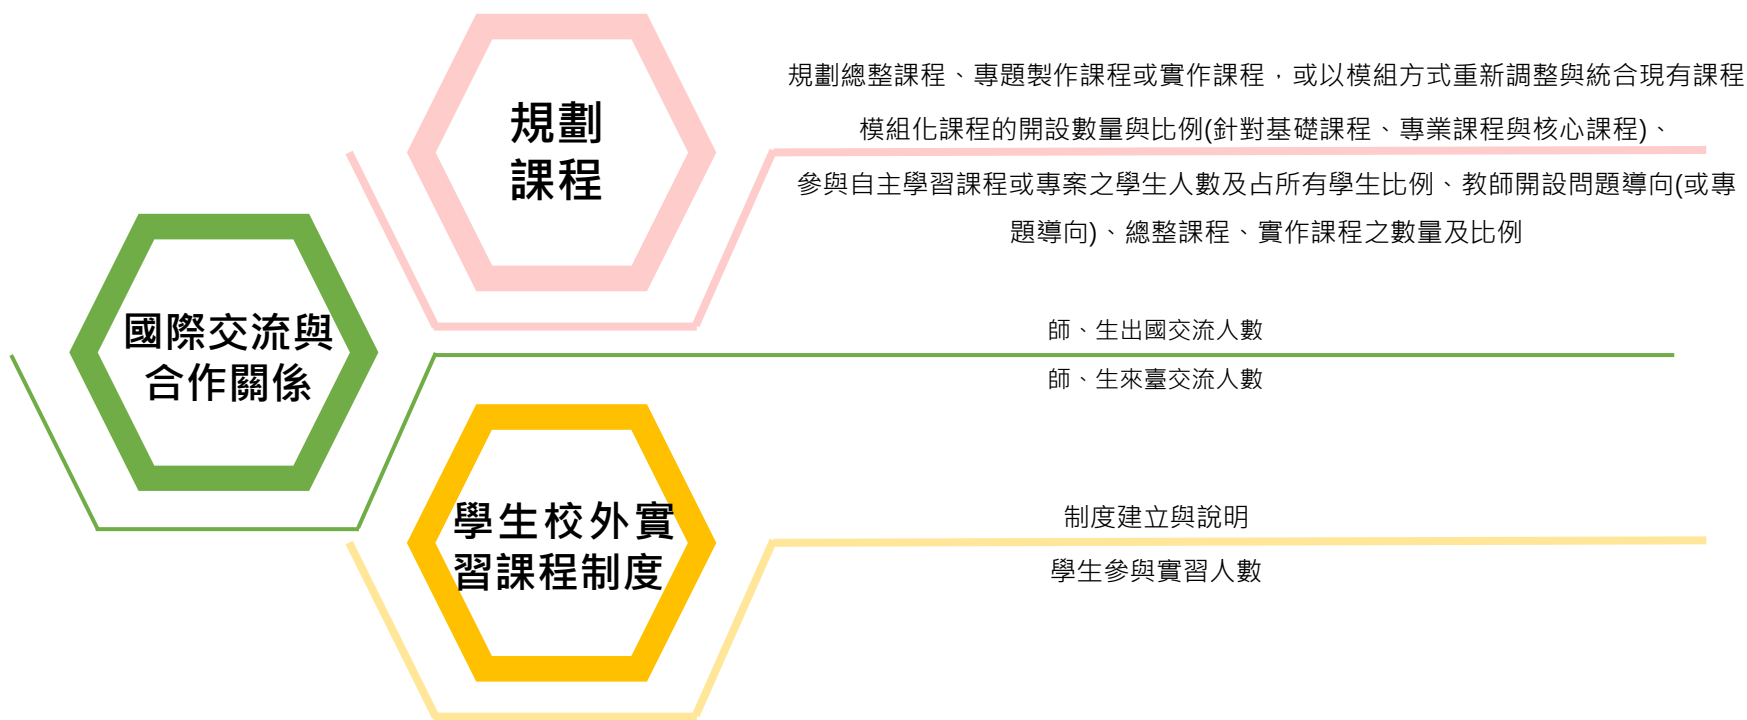 規劃
課程
規劃總整課程、專題製作課程或實作課程，或以模組方式重新調整與統合現有課程
模組化課程的開設數量與比例(針對基礎課程、專業課程與核心課程)、
參與自主學習課程或專案之學生人數及占所有學生比例、教師開設問題導向(或專
題導向)、總整課程、實作課程之數量及比例
國際交流與
合作關係
師、生出國交流人數
師、生來臺交流人數
學生校外實
習課程制度
制度建立與說明
學生參與實習人數